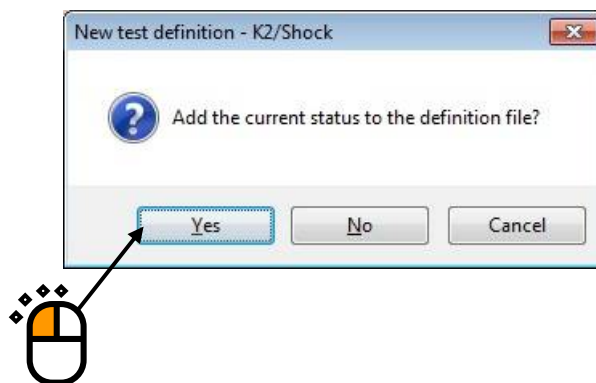 New test definition - K2/Shock
Add the current status to the definition file?
Yes No Cancel